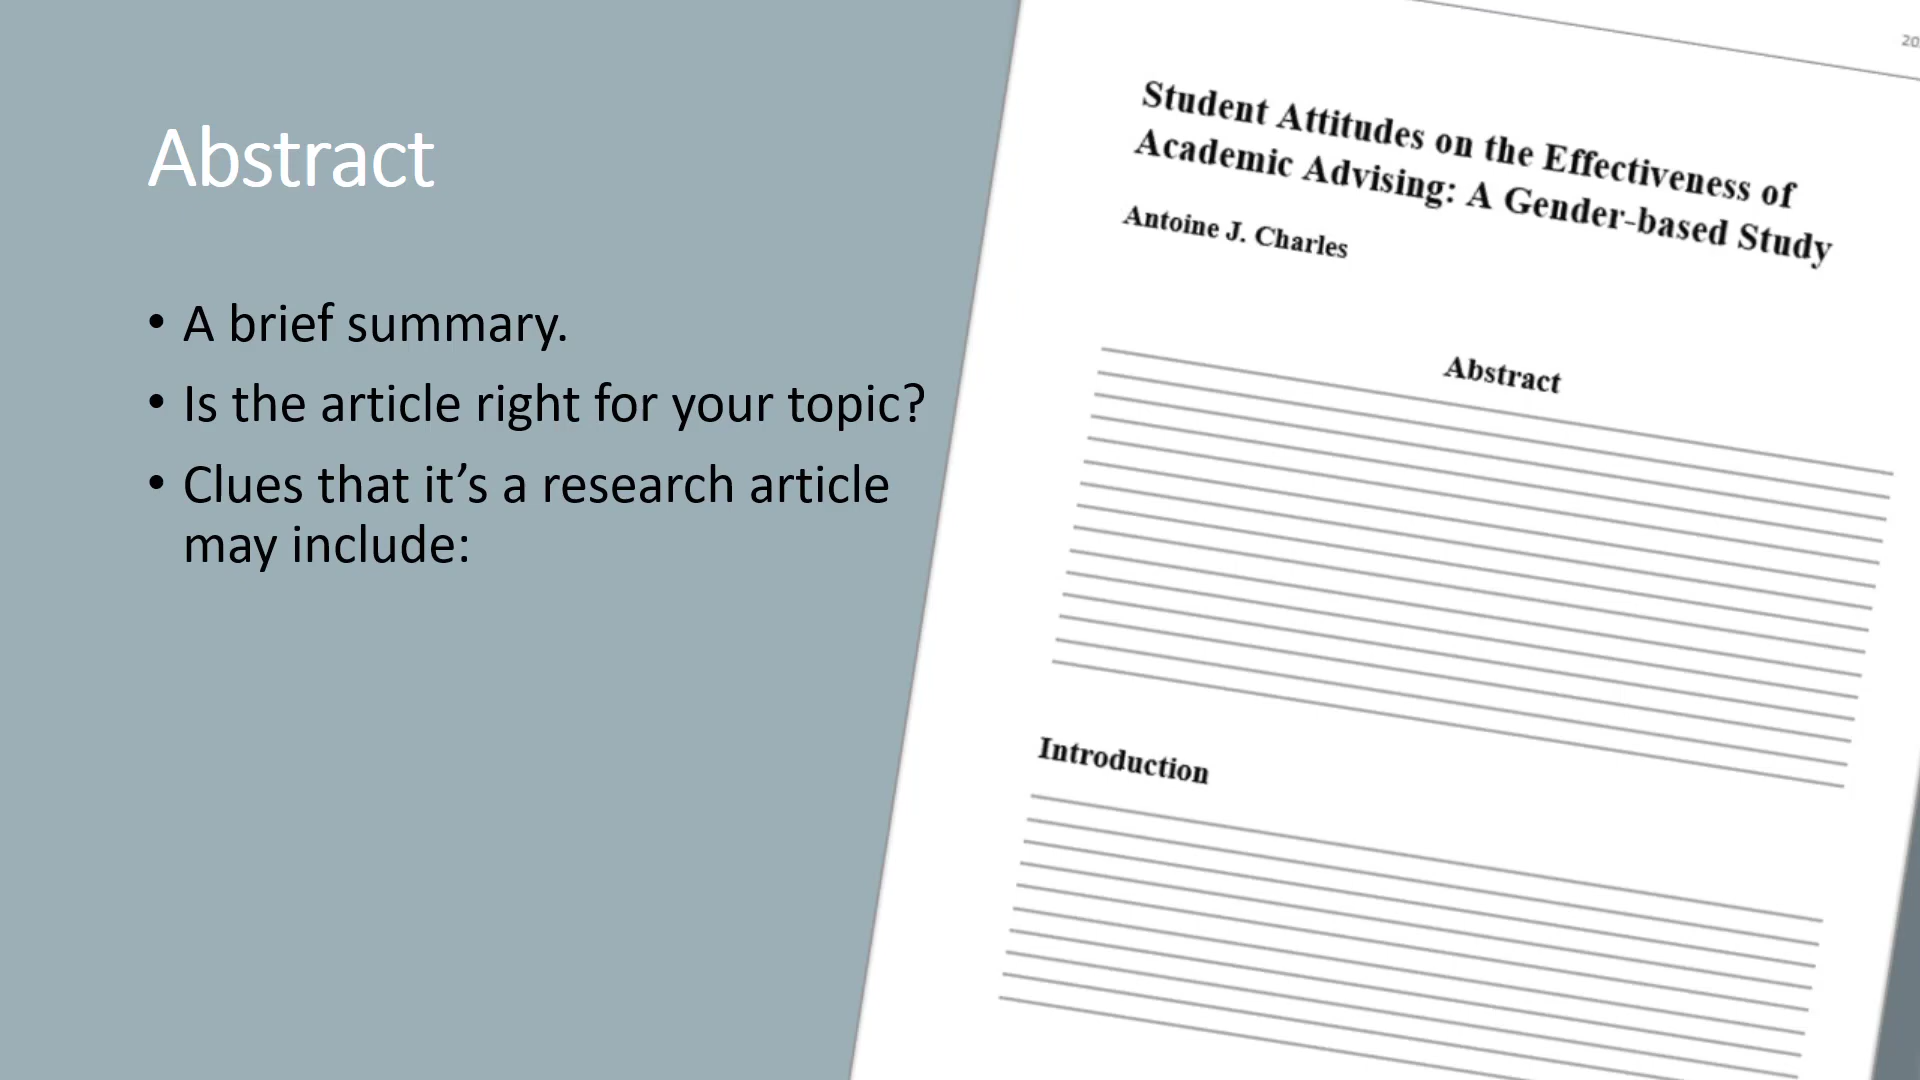 Abstract
• A brief summary.
• Is the article right for your topic?
• Clues that it’s a research article
may include:
Student Attitudes on the Effectiveness of
Academic Advising: A Gender-based Study
Antoine J. Charles
Abstract
Introduction